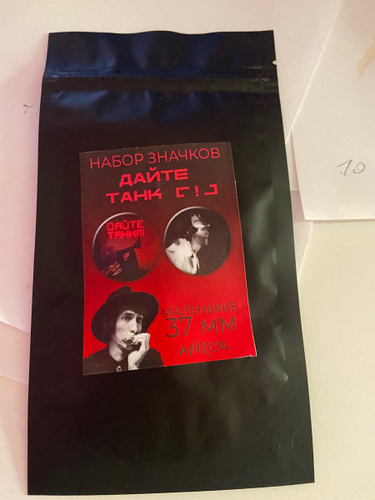 НАБОР ЗНАЧКОВ
ДАЙТЕ
ТАНК [!]
ДАЙТЕ
ТАНК(!)
МАЛЕНЬКИЕ
37 ММ
10